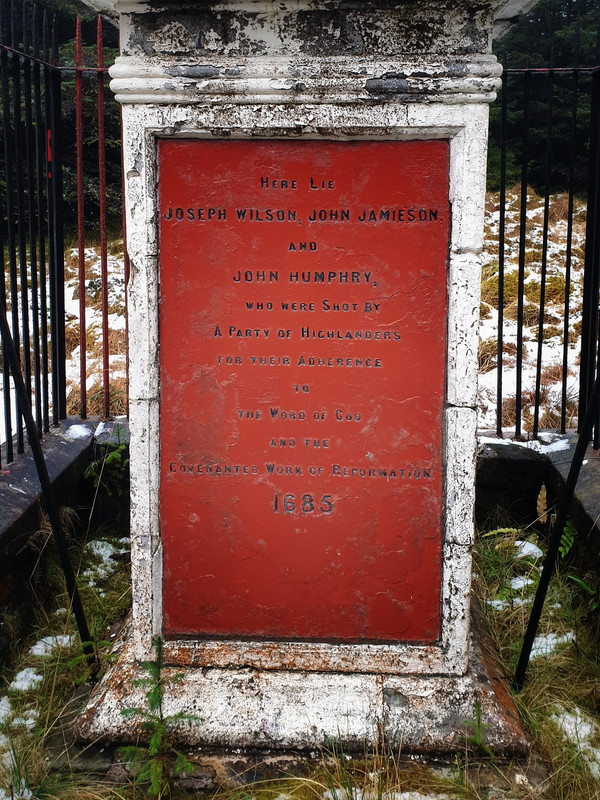 HERE LIE
JOSEPH WILSON, JOHN JAMIESON.
AND
JOHN HUMPHRY,
WHO WERE SHOT BY
A PARTY OF HIGHLANDERS
FOR THEIR ADHERENCE
TO
THE WORD OF GOD
AND THE
COVENANTED WORK OF REFORMATION
1685